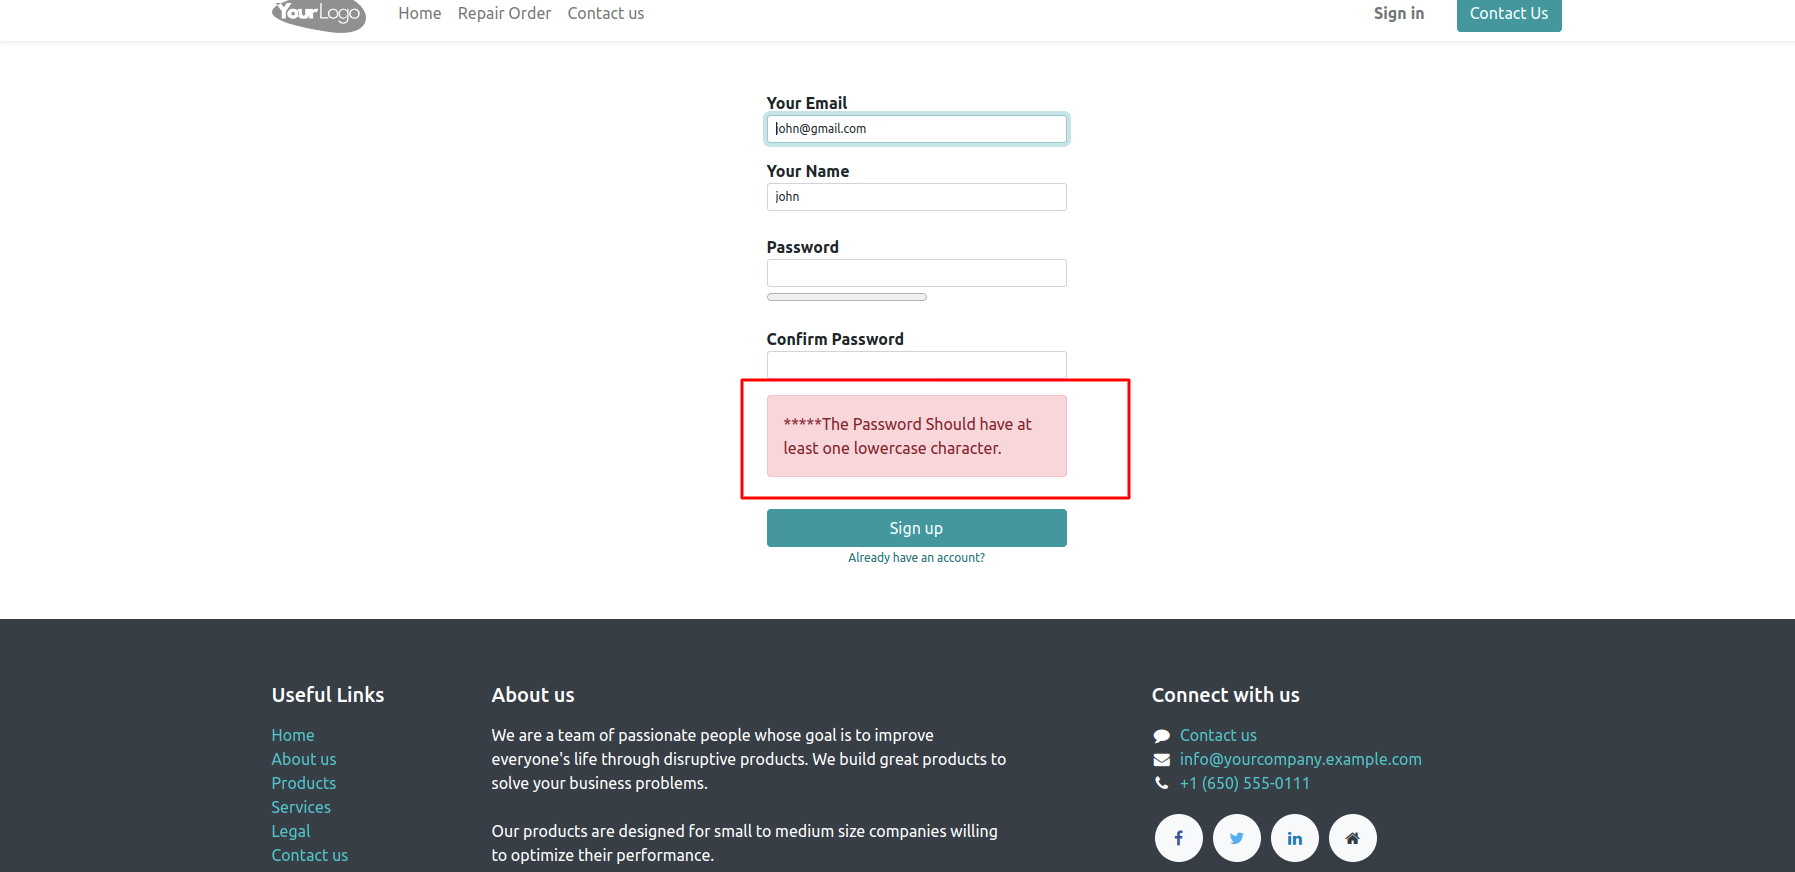 YourLogo
Home Repair Order Contact us Sign in Contact Us
Your Email
john@gmail.com
Your Name
john
Password
Confirm Password
*****The Password Should have at
least one lowercase character.
Sign up
Already have an account?
Useful Links
Home
About us
Products
Services
Legal
Contact us
About us
We are a team of passionate people whose goal is to improve
everyone's life through disruptive products. We build great products to
solve your business problems.
Our products are designed for small to medium size companies willing
to optimize their performance.
Connect with us
Contact us
info@yourcompany.example.com
+1 (650) 555-0111